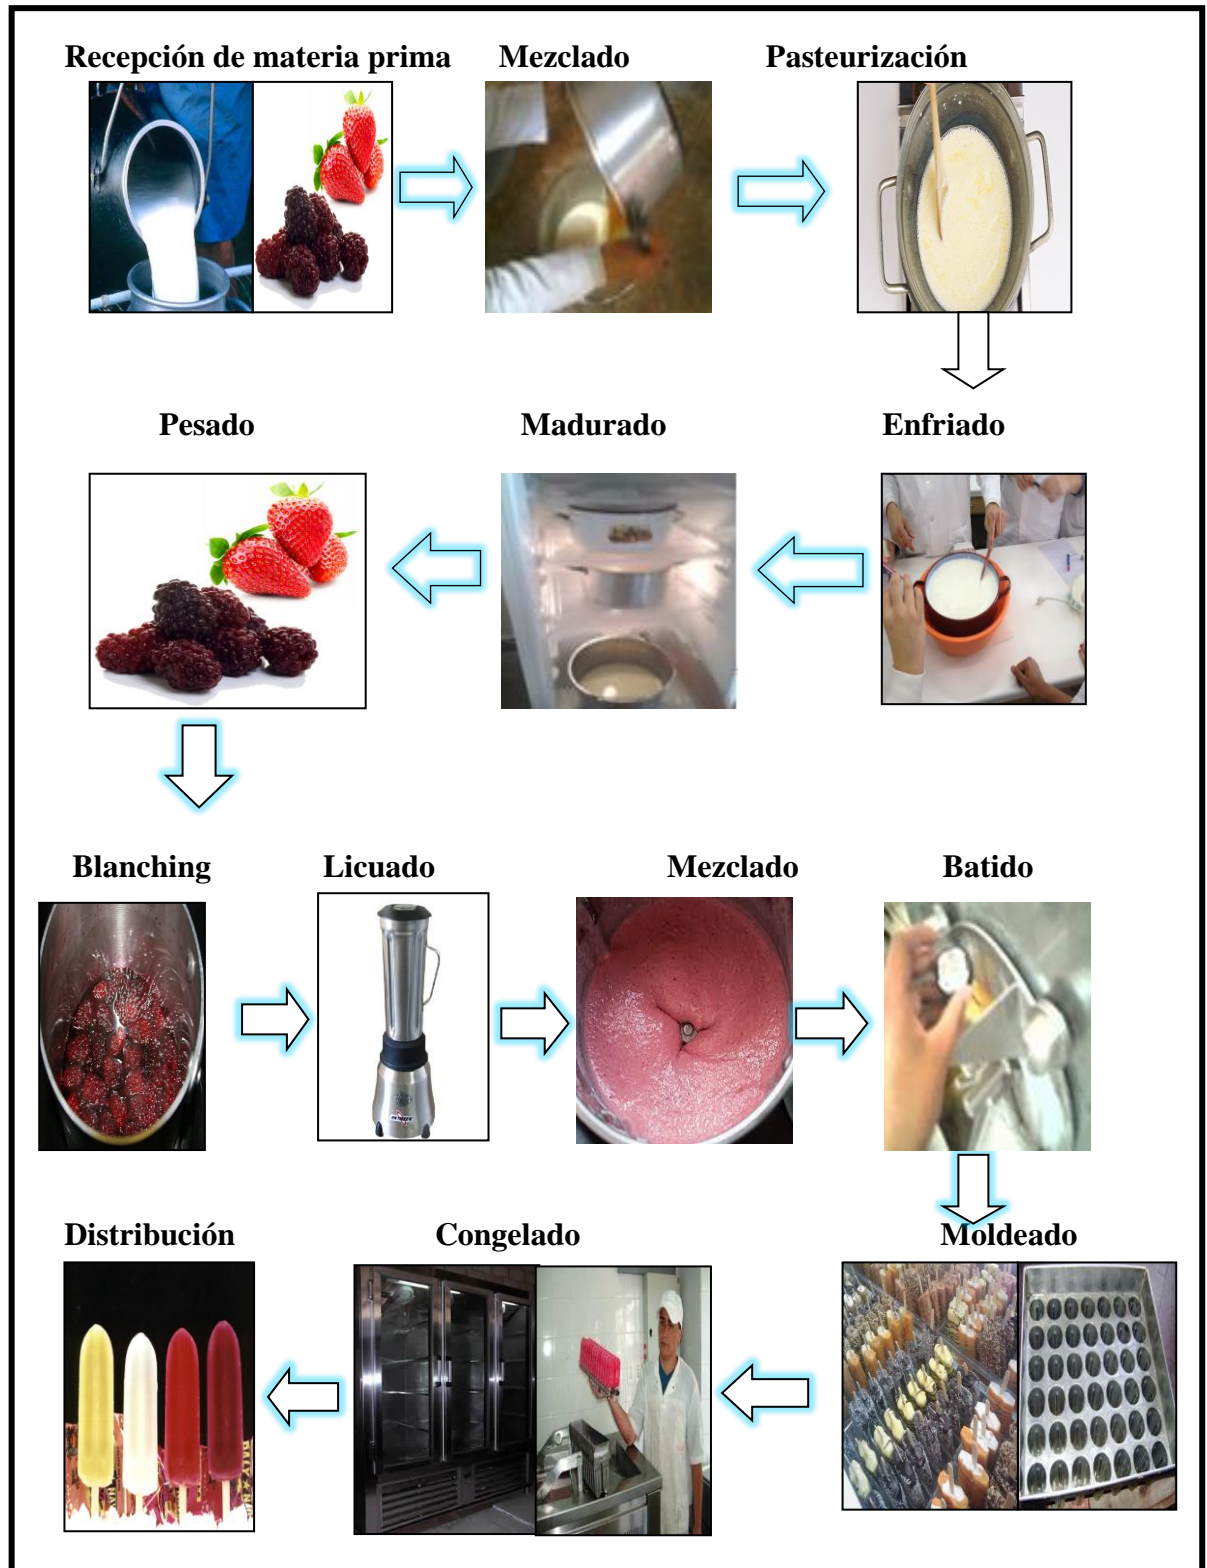 Recepción de materia prima
Mezclado
Pasteurización
Pesado
Madurado
Enfriado
Blanching
Licuado
Mezclado
Batido
Distribución
Congelado
Moldeado